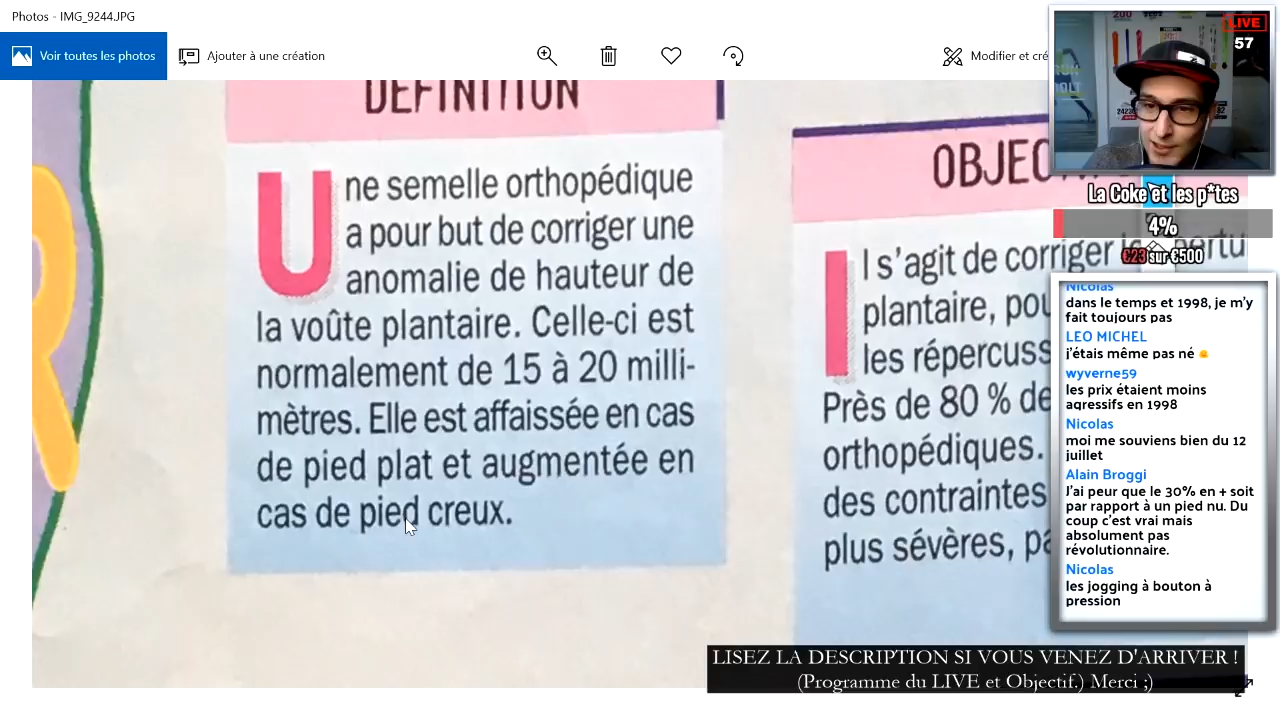 Photos - IMG_9244.JPG
Voir toutes les photos
Ajouter à une création
Modifier et cré
LIVE
57
DÉFINITION
Une semelle orthopédique
a pour but de corriger une
anomalie de hauteur de
la voûte plantaire. Celle-ci est
normalement de 15 à 20 milli-
mètres. Elle est affaissée en cas
de pied plat et augmentée en
cas de pied creux.
OBJEC
Il s'agit de corriger
plantaire, pou
les répercuss
Près de 80 % de
orthopédiques.
des contraintes
plus sévères, pa
La Coke et les p*tes
4%
€23 sur €500
Nicolas
dans le temps et 1998, je m'y
fait toujours pas
LEO MICHEL
j'étais même pas né
wyverne59
les prix étaient moins
agressifs en 1998
Nicolas
moi me souviens bien du 12
juillet
Alain Broggi
J'ai peur que le 30% en + soit
par rapport à un pied nu. Du
coup c'est vrai mais
absolument pas
révolutionnaire.
Nicolas
les jogging à bouton à
pression
LISEZ LA DESCRIPTION SI VOUS VENEZ D'ARRIVER !
(Programme du LIVE et Objectif.) Merci ;)